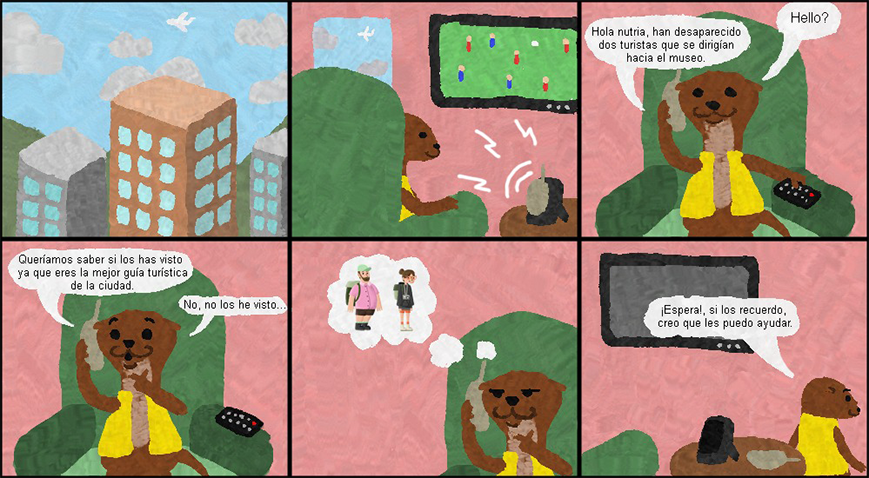 Hello?
Hola nutria, han desaparecido
dos turistas que se dirigían
hacia el museo.
Queríamos saber si los has visto
ya que eres la mejor guía turística
de la ciudad.
No, no los he visto...
¡Espera!, si los recuerdo,
creo que les puedo ayudar.